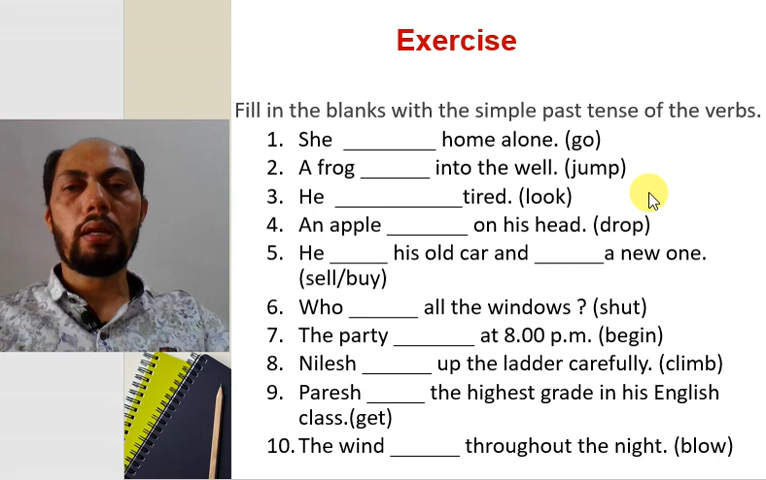 Exercise
Fill in the blanks with the simple past tense of the verbs.
1. She _________ home alone. (go)
2. A frog _______ into the well. (jump)
3. He _____________tired. (look)
4. An apple ________ on his head. (drop)
5. He ______ his old car and _______a new one.
(sell/buy)
6. Who _______ all the windows ? (shut)
7. The party ________ at 8.00 p.m. (begin)
8. Nilesh _______ up the ladder carefully. (climb)
9. Paresh ______ the highest grade in his English
class.(get)
10. The wind _______ throughout the night. (blow)